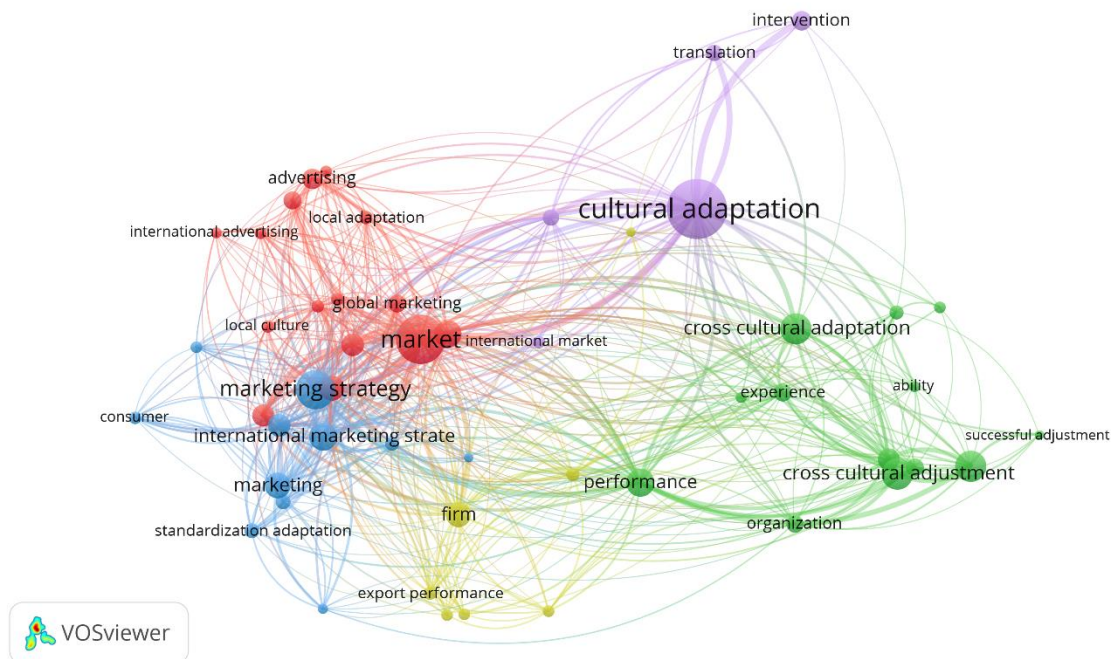 intervention
translation
advertising
cultural adaptation
local adaptation
international advertising
global marketing
local culture
market
international market
cross cultural adaptation
marketing strategy
experience
ability
consumer
international marketing strate
successful adjustment
cross cultural adjustment
performance
marketing
firm
organization
standardization adaptation
export performance
VOSviewer